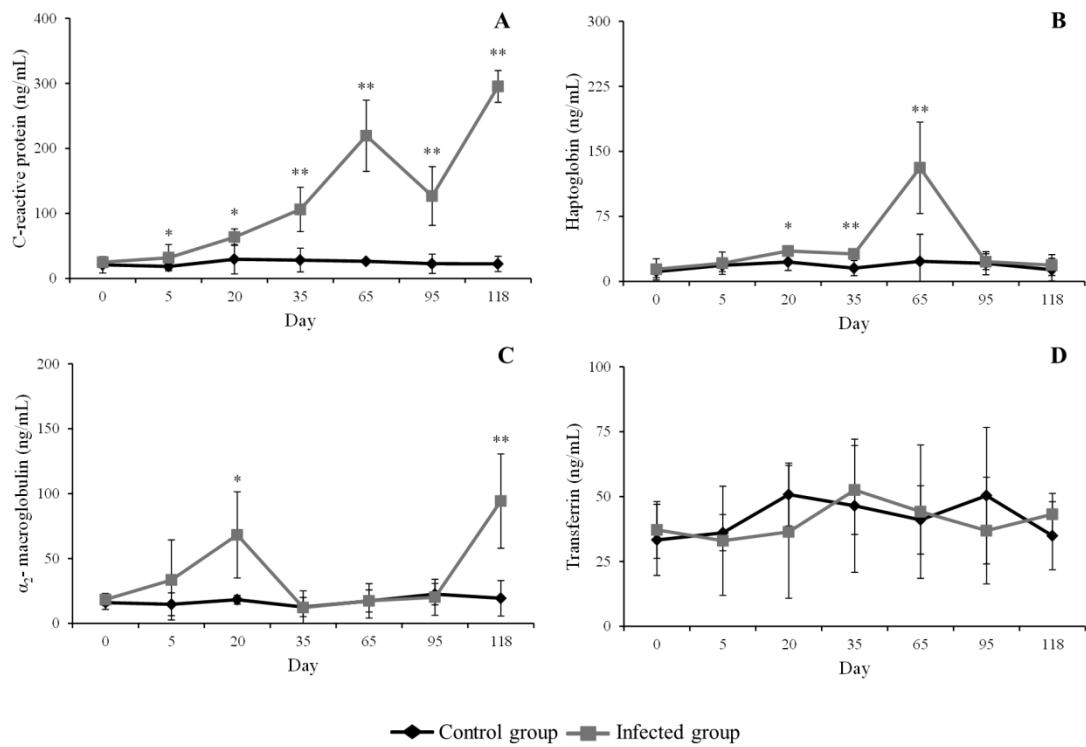 A
C-reactive protein (ng/mL)
400
300
200
100
0
* * ** ** ** **
0 5 20 35 65 95 118
Day
B
Haptoglobin (ng/mL)
300
225
150
75
0
* ** **
0 5 20 35 65 95 118
Day
C
α₂- macroglobulin (ng/mL)
200
150
100
50
0
* **
0 5 20 35 65 95 118
Day
D
Transferrin (ng/mL)
100
75
50
25
0
0 5 20 35 65 95 118
Day
Control group Infected group